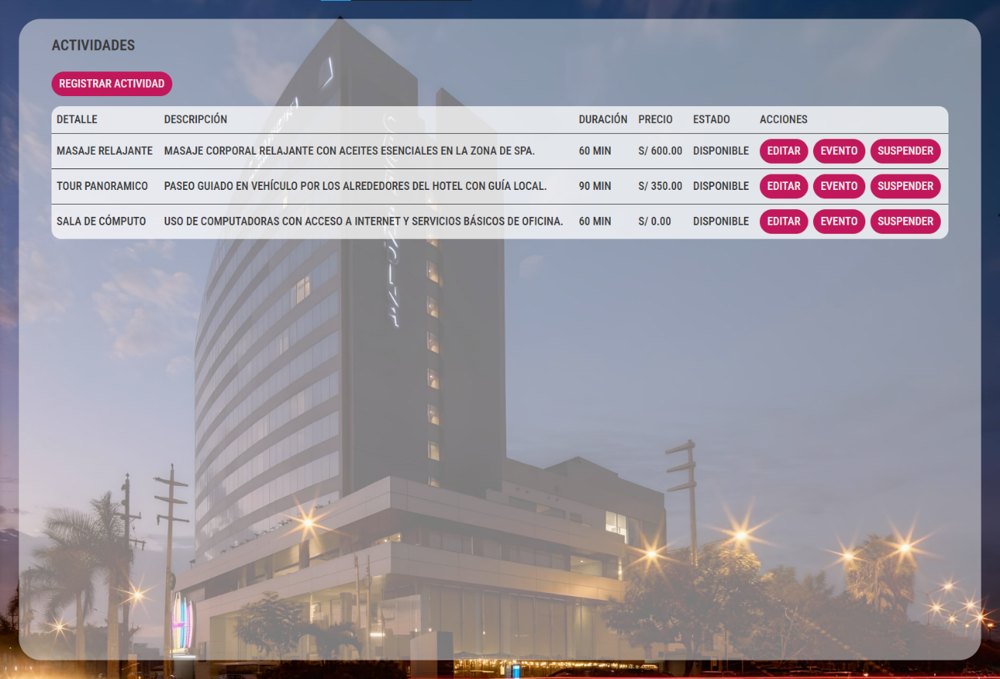 ACTIVIDADES
REGISTRAR ACTIVIDAD
DETALLE DESCRIPCIÓN DURACIÓN PRECIO ESTADO ACCIONES
MASAJE RELAJANTE MASAJE CORPORAL RELAJANTE CON ACEITES ESENCIALES EN LA ZONA DE SPA. 60 MIN S/ 600.00 DISPONIBLE EDITAR EVENTO SUSPENDER
TOUR PANORAMICO PASEO GUIADO EN VEHÍCULO POR LOS ALREDEDORES DEL HOTEL CON GUÍA LOCAL. 90 MIN S/ 350.00 DISPONIBLE EDITAR EVENTO SUSPENDER
SALA DE CÓMPUTO USO DE COMPUTADORAS CON ACCESO A INTERNET Y SERVICIOS BÁSICOS DE OFICINA. 60 MIN S/ 0.00 DISPONIBLE EDITAR EVENTO SUSPENDER